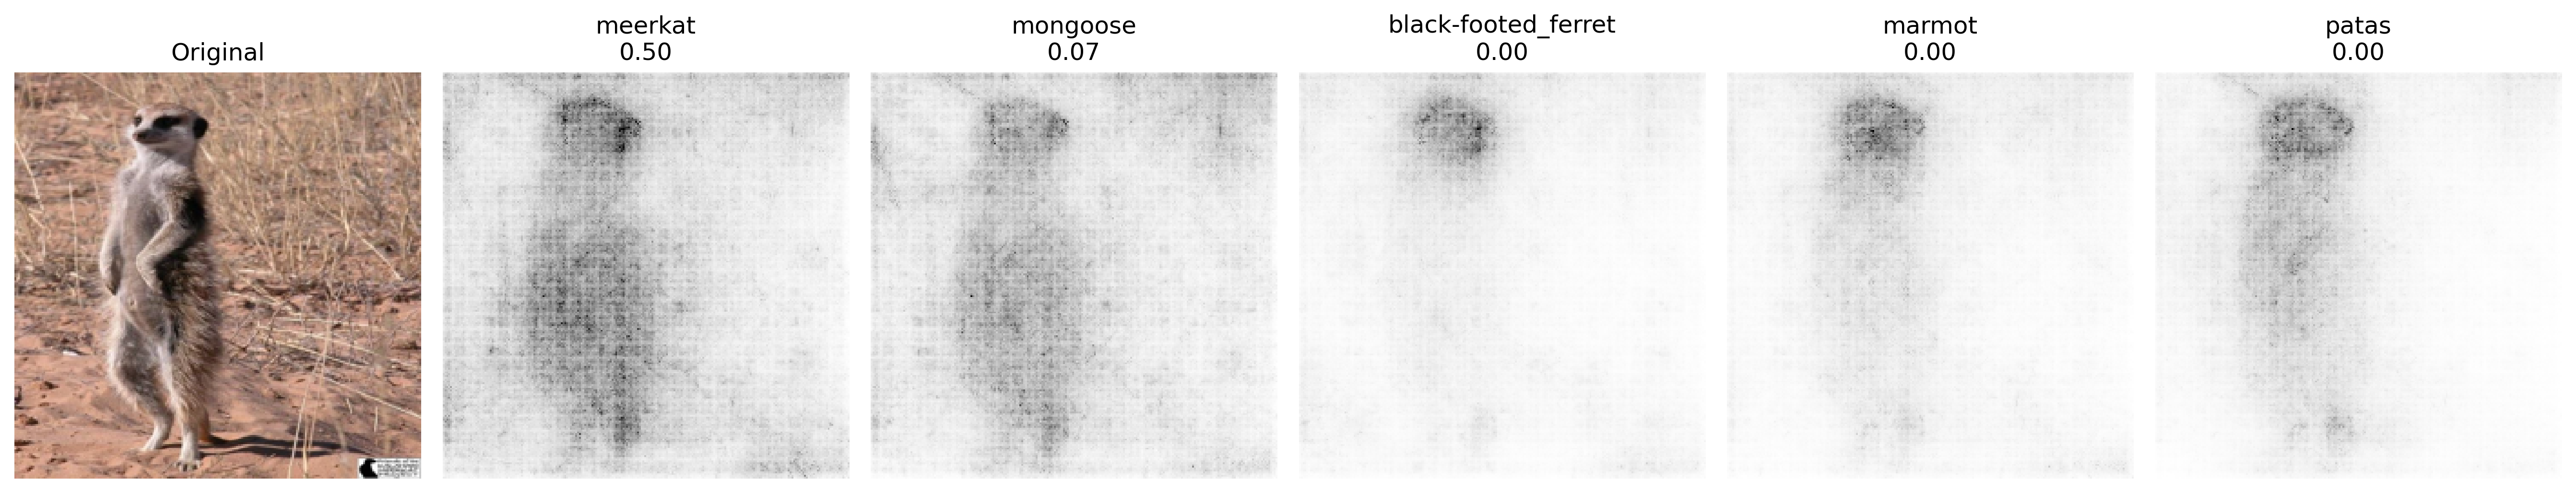 Original
meerkat
0.50
mongoose
0.07
black-footed_ferret
0.00
marmot
0.00
patas
0.00